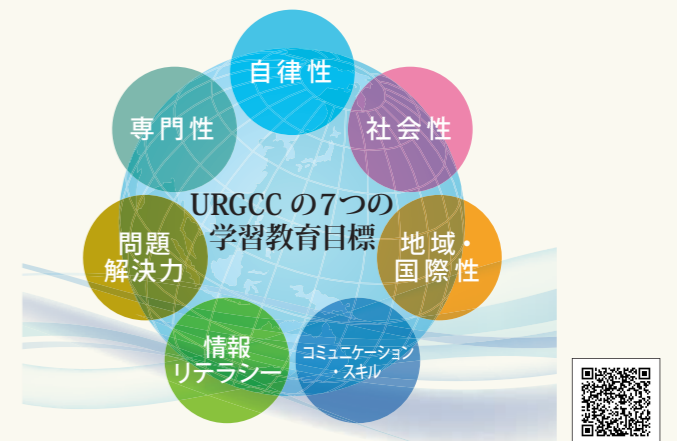 自律性
専門性
社会性
URGCC の7つの
学習教育目標
問題
解決力
地域・
国際性
情報
リテラシー
コミュニケーション
・スキル